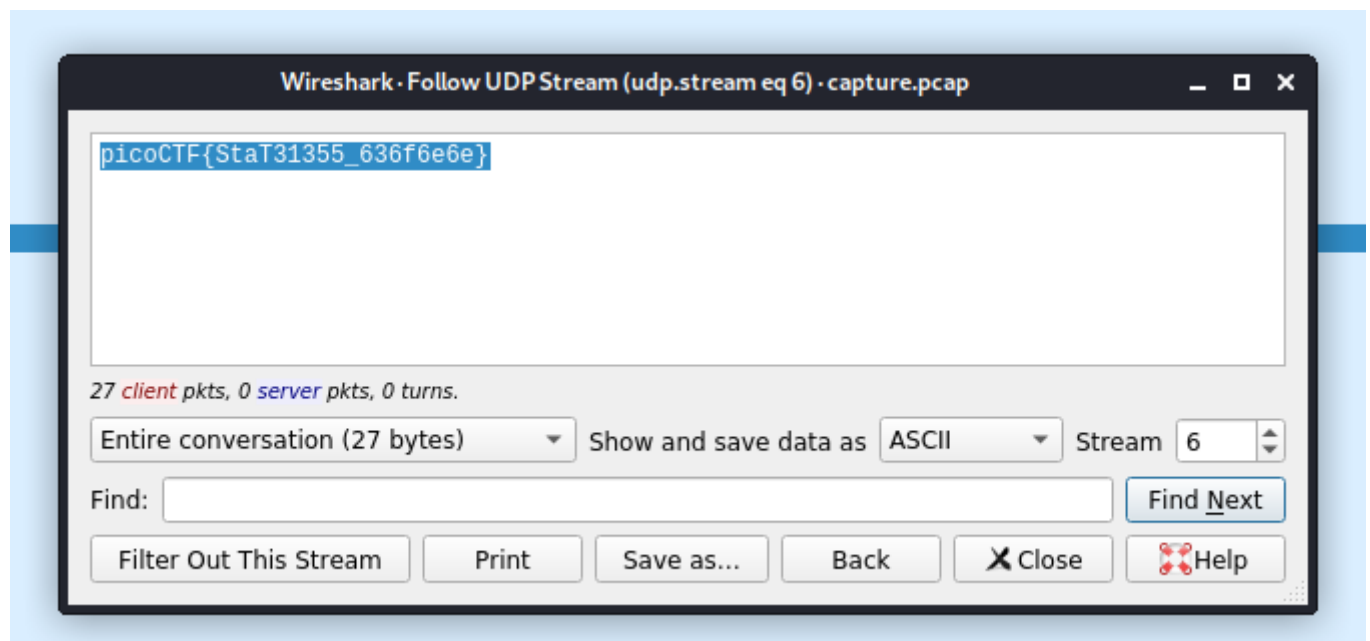 Wireshark · Follow UDP Stream (udp.stream eq 6) · capture.pcap
picoCTF{StaT31355_636f6e6e}
27 client pkts, 0 server pkts, 0 turns.
Entire conversation (27 bytes) Show and save data as ASCII Stream 6
Find: Find Next
Filter Out This Stream Print Save as... Back Close Help